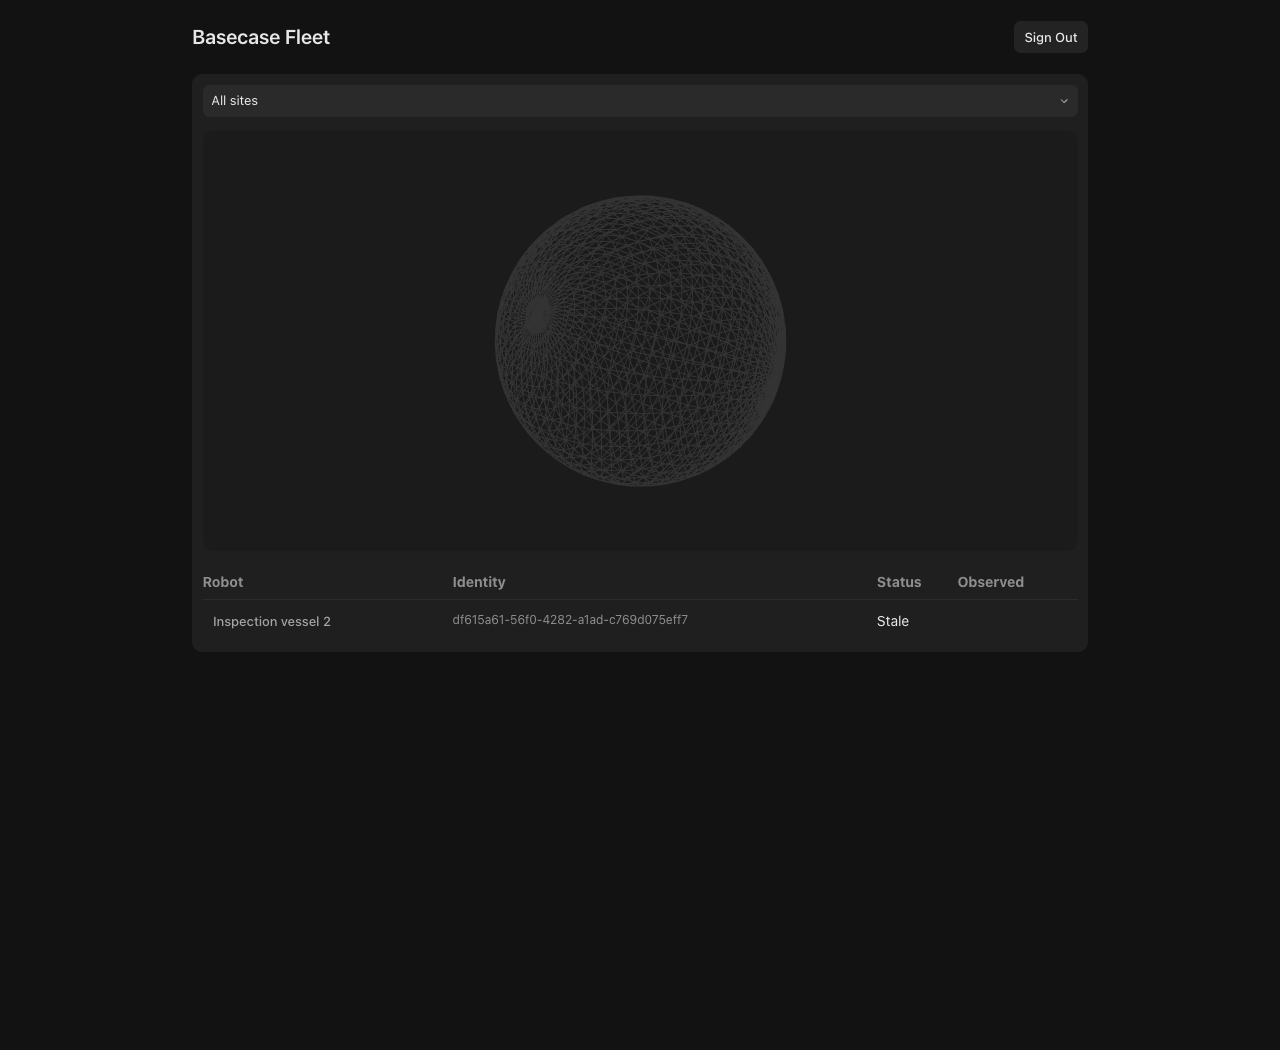 Basecase Fleet
Sign Out
All sites
Robot Identity Status Observed
Inspection vessel 2 df615a61-56f0-4282-a1ad-c769d075eff7 Stale